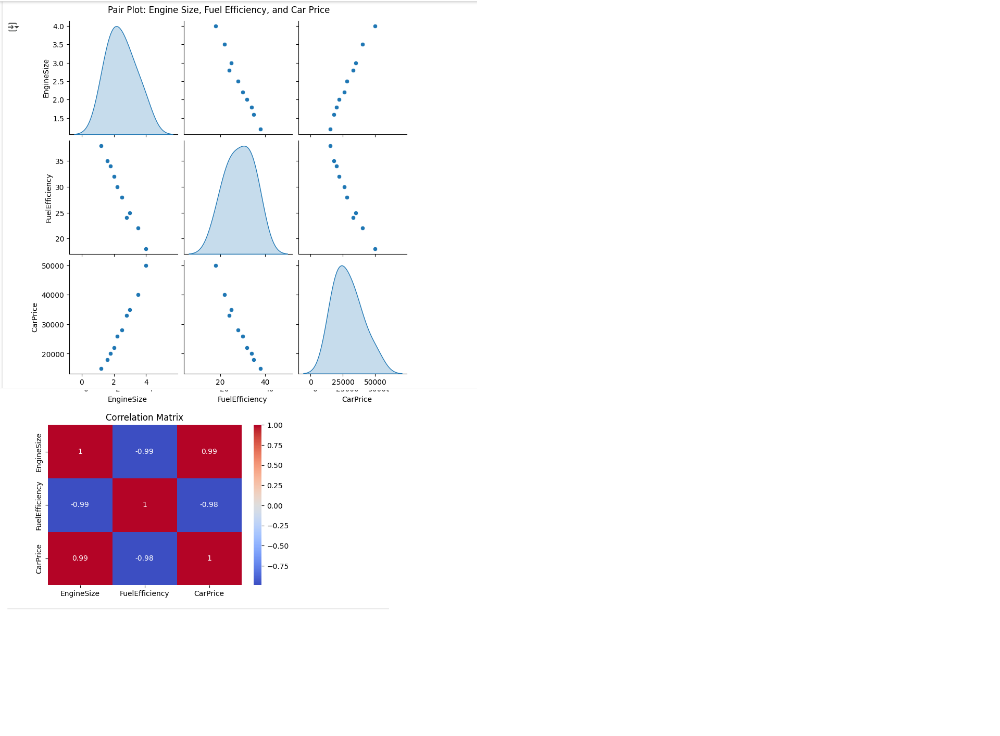 Pair Plot: Engine Size, Fuel Efficiency, and Car Price
4.0
3.5
3.0
2.5
2.0
1.5
EngineSize
35
30
25
20
FuelEfficiency
50000
40000
30000
20000
CarPrice
0 2 4 20 40 0 25000 50000
EngineSize FuelEfficiency CarPrice
Correlation Matrix
EngineSize 1 -0.99 0.99
FuelEfficiency -0.99 1 -0.98
CarPrice 0.99 -0.98 1
EngineSize FuelEfficiency CarPrice
1.00
0.75
0.50
0.25
0.00
−0.25
−0.50
−0.75